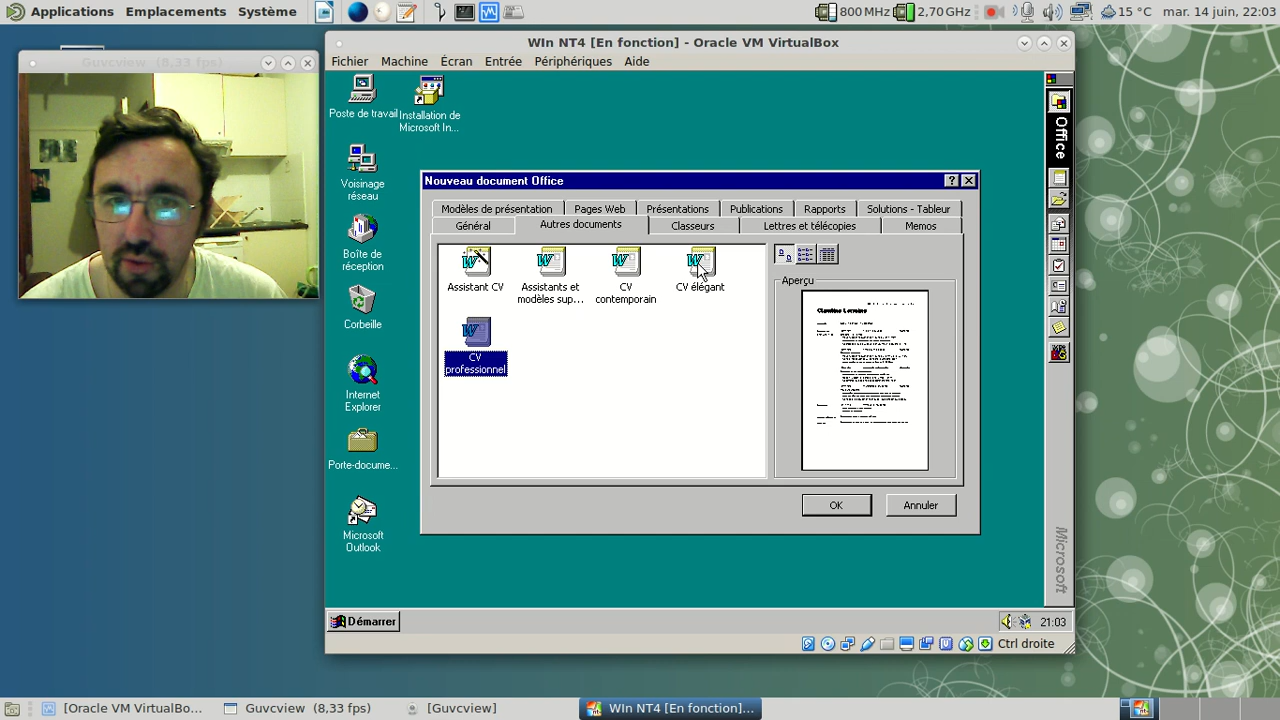 Applications Emplacements Système
800 MHz
2,70 GHz
15 °C
mar. 14 juin, 22:03
Guvcview (8,33 fps)
WIn NT4 [En fonction] - Oracle VM VirtualBox
Fichier Machine Écran Entrée Périphériques Aide
Poste de travail
Installation de
Microsoft In...
Voisinage
réseau
Boîte de
réception
Corbeille
Internet
Explorer
Porte-docume...
Microsoft
Outlook
Office
Microsoft
Nouveau document Office
Modèles de présentation
Pages Web
Présentations
Publications
Rapports
Solutions - Tableur
Général
Autres documents
Classeurs
Lettres et télécopies
Memos
Assistant CV
Assistants et
modèles sup...
CV
contemporain
CV élégant
CV
professionnel
Aperçu
OK
Annuler
Démarrer
21:03
Ctrl droite
[Oracle VM VirtualBo...
Guvcview (8,33 fps)
[Guvcview]
WIn NT4 [En fonction]...